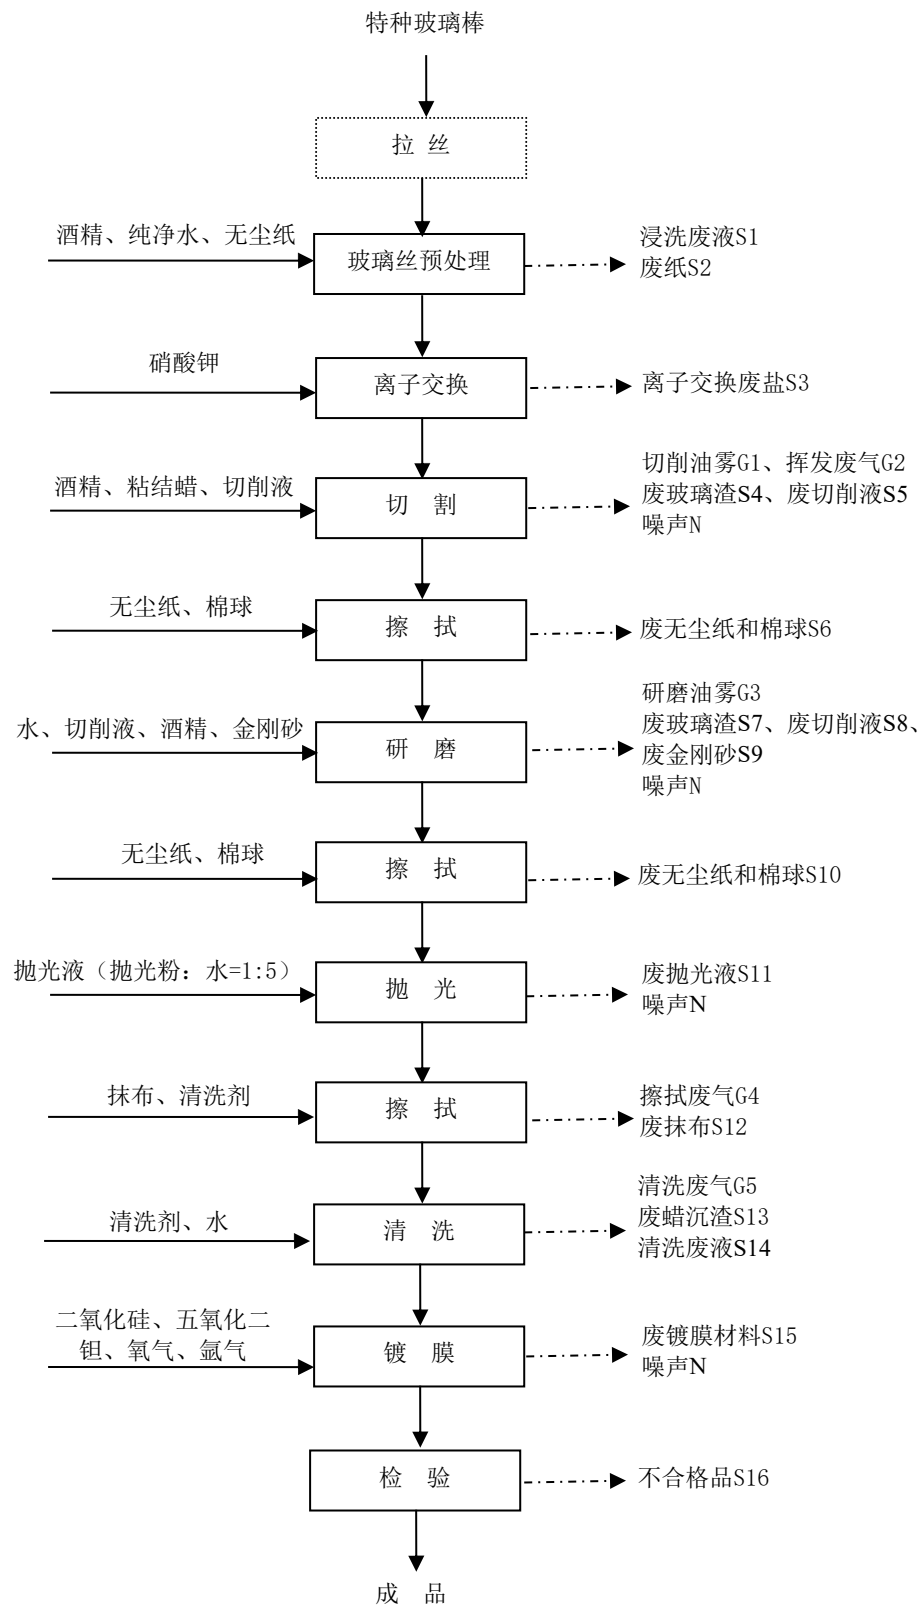 特种玻璃棒
拉 丝
酒精、纯净水、无尘纸
玻璃丝预处理
浸洗废液S1
废纸S2
硝酸钾
离子交换
离子交换废盐S3
酒精、粘结蜡、切削液
切 割
切削油雾G1、挥发废气G2
废玻璃渣S4、废切削液S5
噪声N
无尘纸、棉球
擦 拭
废无尘纸和棉球S6
水、切削液、酒精、金刚砂
研 磨
研磨油雾G3
废玻璃渣S7、废切削液S8、
废金刚砂S9
噪声N
无尘纸、棉球
擦 拭
废无尘纸和棉球S10
抛光液（抛光粉：水=1:5）
抛 光
废抛光液S11
噪声N
抹布、清洗剂
擦 拭
擦拭废气G4
废抹布S12
清洗剂、水
清 洗
清洗废气G5
废蜡沉渣S13
清洗废液S14
二氧化硅、五氧化二
钽、氧气、氩气
镀 膜
废镀膜材料S15
噪声N
检 验
不合格品S16
成 品